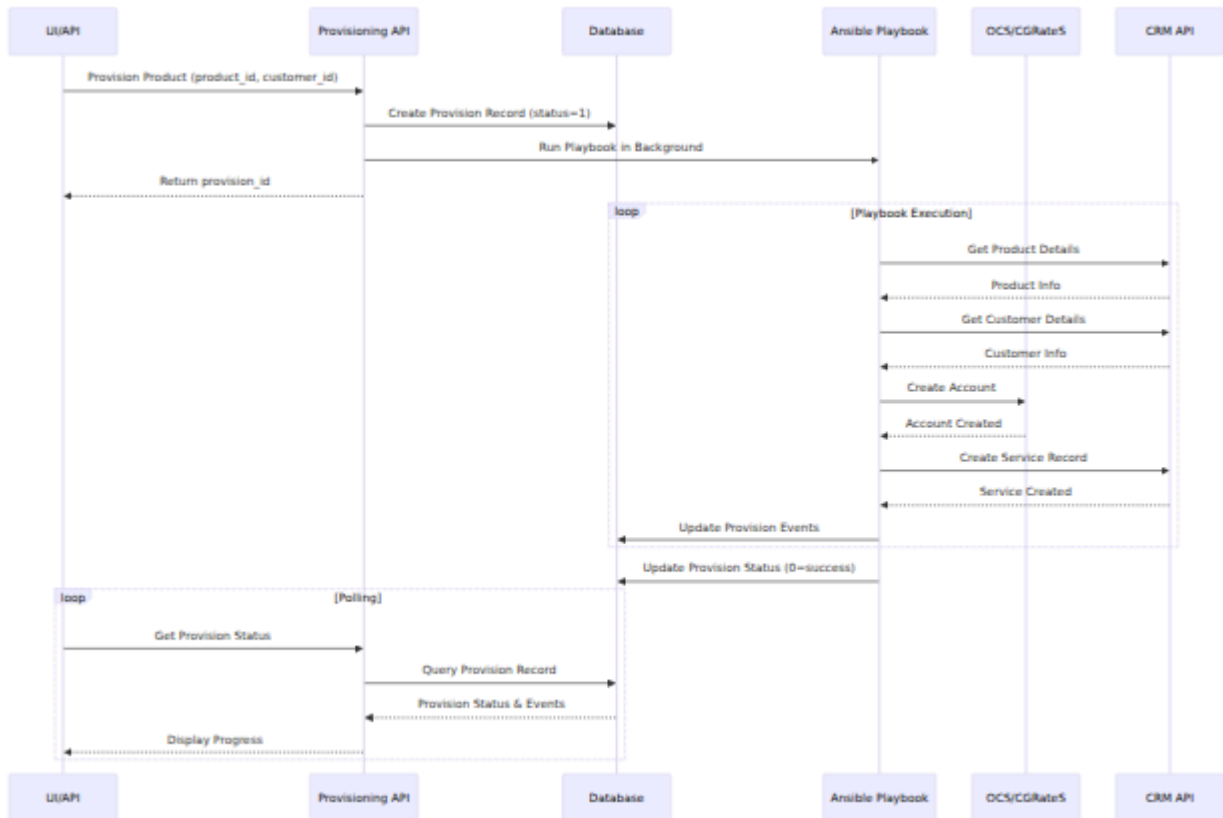 UI/API
Provisioning API
Database
Ansible Playbook
OCS/CGRateS
CRM API
Provision Product (product_id, customer_id)
Create Provision Record (status=1)
Run Playbook in Background
Return provision_id
loop
[Playbook Execution]
Get Product Details
Product Info
Get Customer Details
Customer Info
Create Account
Account Created
Create Service Record
Service Created
Update Provision Events
Update Provision Status (0=success)
loop
[Polling]
Get Provision Status
Query Provision Record
Provision Status & Events
Display Progress
UI/API
Provisioning API
Database
Ansible Playbook
OCS/CGRateS
CRM API